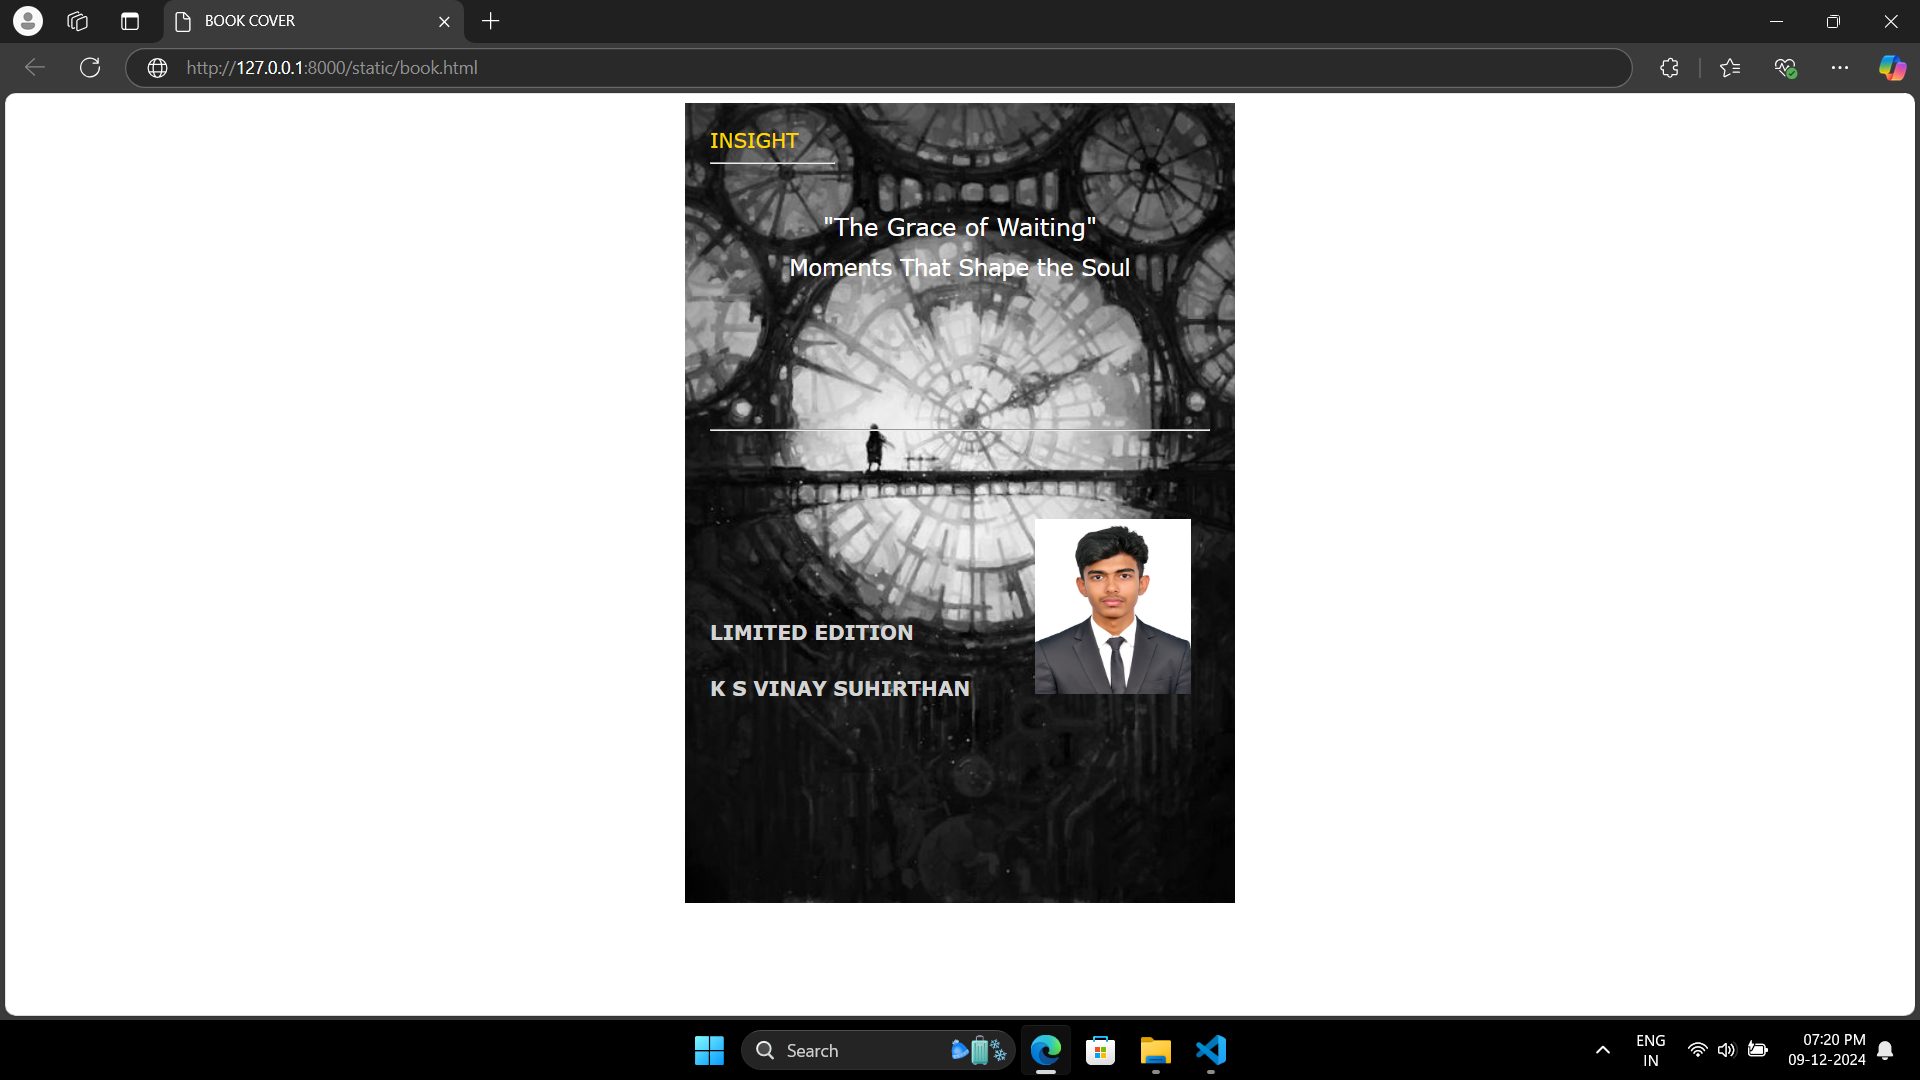 BOOK COVER
http://127.0.0.1:8000/static/book.html
INSIGHT
"The Grace of Waiting"
Moments That Shape the Soul
LIMITED EDITION
K S VINAY SUHIRTHAN
Search
ENG
IN
07:20 PM
09-12-2024